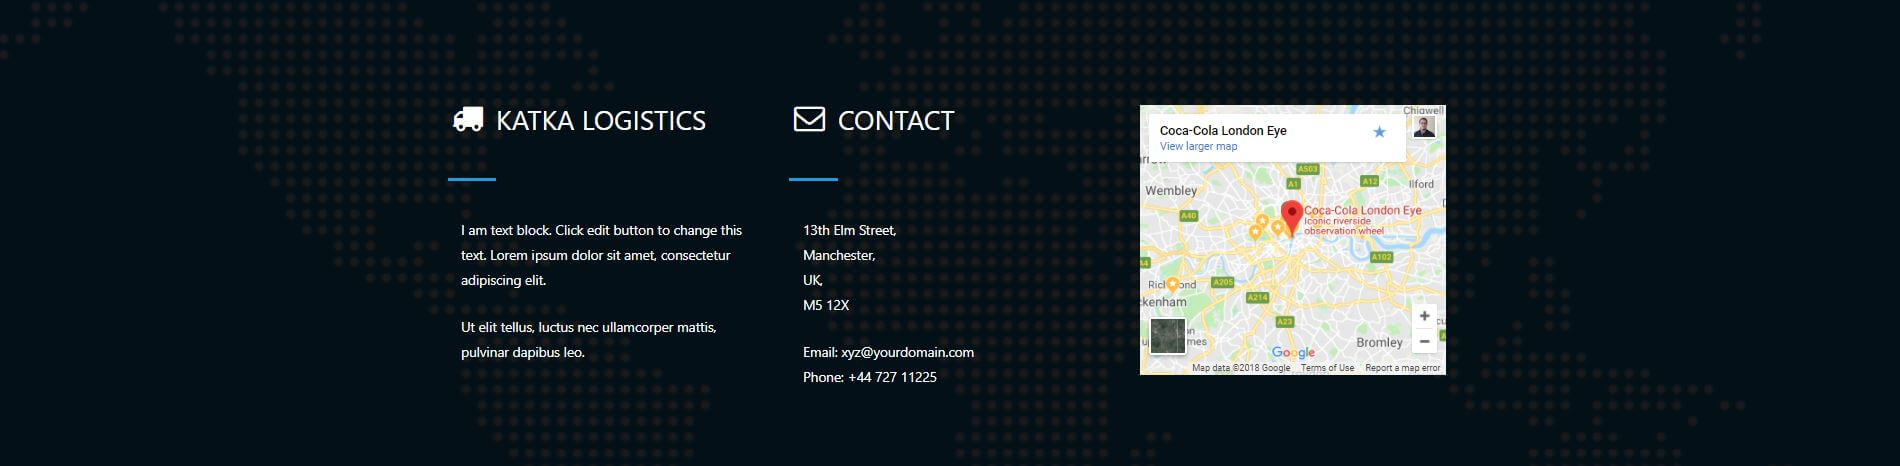 KATKA LOGISTICS
I am text block. Click edit button to change this
text. Lorem ipsum dolor sit amet, consectetur
adipiscing elit.
Ut elit tellus, luctus nec ullamcorper mattis,
pulvinar dapibus leo.
CONTACT
13th Elm Street,
Manchester,
UK,
M5 12X
Email: xyz@yourdomain.com
Phone: +44 727 11225
Chigwell
Coca-Cola London Eye
View larger map
A503
Wembley
A1
A12
Ilford
A40
Coca-Cola London Eye
Iconic riverside
observation wheel
A4
A102
A205
A214
A23
Bromley
+
−
Google
Map data ©2018 Google
Terms of Use
Report a map error